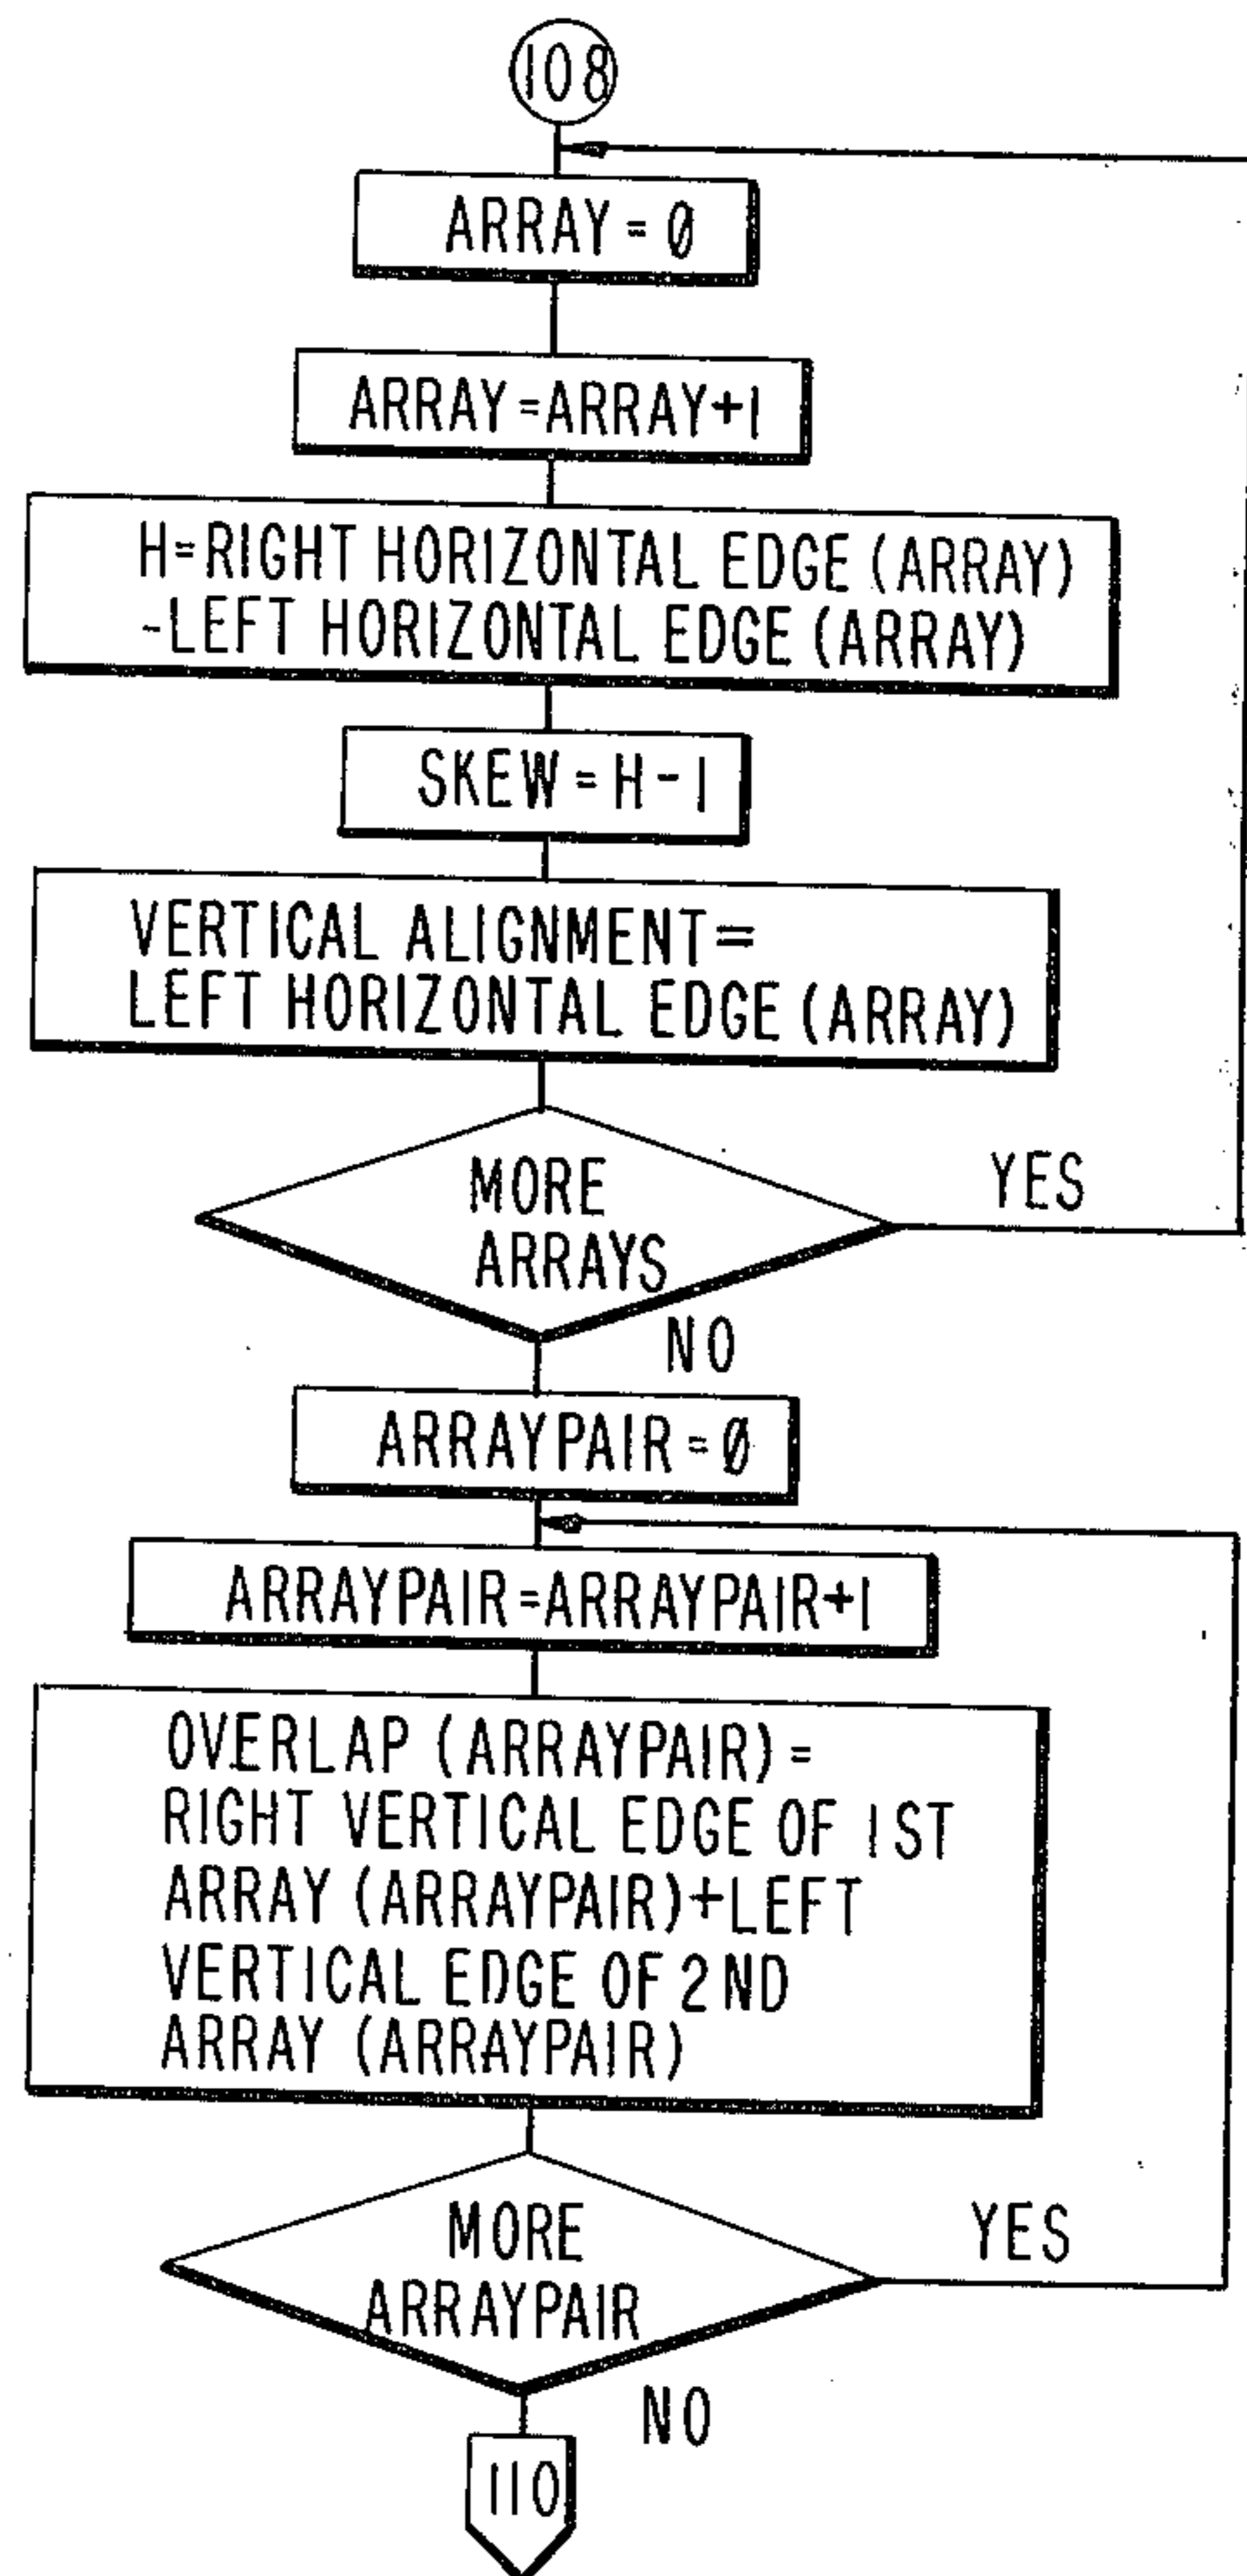 108
ARRAY=Ø
ARRAY=ARRAY+1
H=RIGHT HORIZONTAL EDGE (ARRAY)
-LEFT HORIZONTAL EDGE (ARRAY)
SKEW=H-1
VERTICAL ALIGNMENT=
LEFT HORIZONTAL EDGE (ARRAY)
MORE
ARRAYS
YES
NO
ARRAYPAIR=Ø
ARRAYPAIR=ARRAYPAIR+1
OVERLAP (ARRAYPAIR)=
RIGHT VERTICAL EDGE OF 1ST
ARRAY (ARRAYPAIR)+LEFT
VERTICAL EDGE OF 2ND
ARRAY (ARRAYPAIR)
MORE
ARRAYPAIR
YES
NO
110